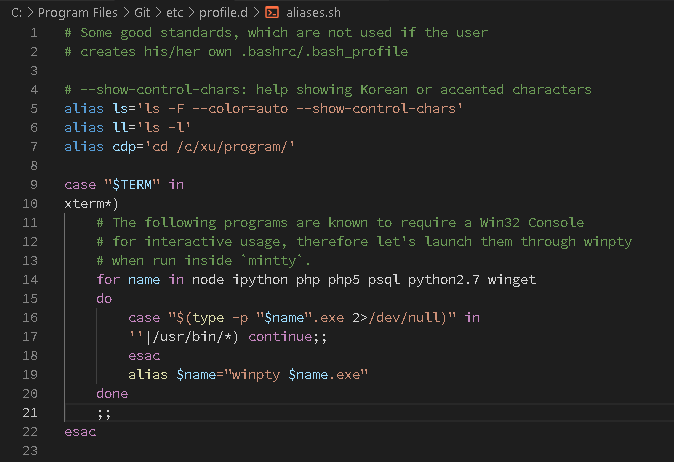 C: > Program Files > Git > etc > profile.d > aliases.sh
1 # Some good standards, which are not used if the user
2 # creates his/her own .bashrc/.bash_profile
3
4 # --show-control-chars: help showing Korean or accented characters
5 alias ls='ls -F --color=auto --show-control-chars'
6 alias ll='ls -l'
7 alias cdp='cd /c/xu/program/'
8
9 case "$TERM" in
10 xterm*)
11 # The following programs are known to require a Win32 Console
12 # for interactive usage, therefore let's launch them through winpty
13 # when run inside `mintty`.
14 for name in node ipython php php5 psql python2.7 winget
15 do
16 case "$(type -p "$name".exe 2>/dev/null)" in
17 ''|/usr/bin/*) continue;;
18 esac
19 alias $name="winpty $name.exe"
20 done
21 ;;
22 esac
23